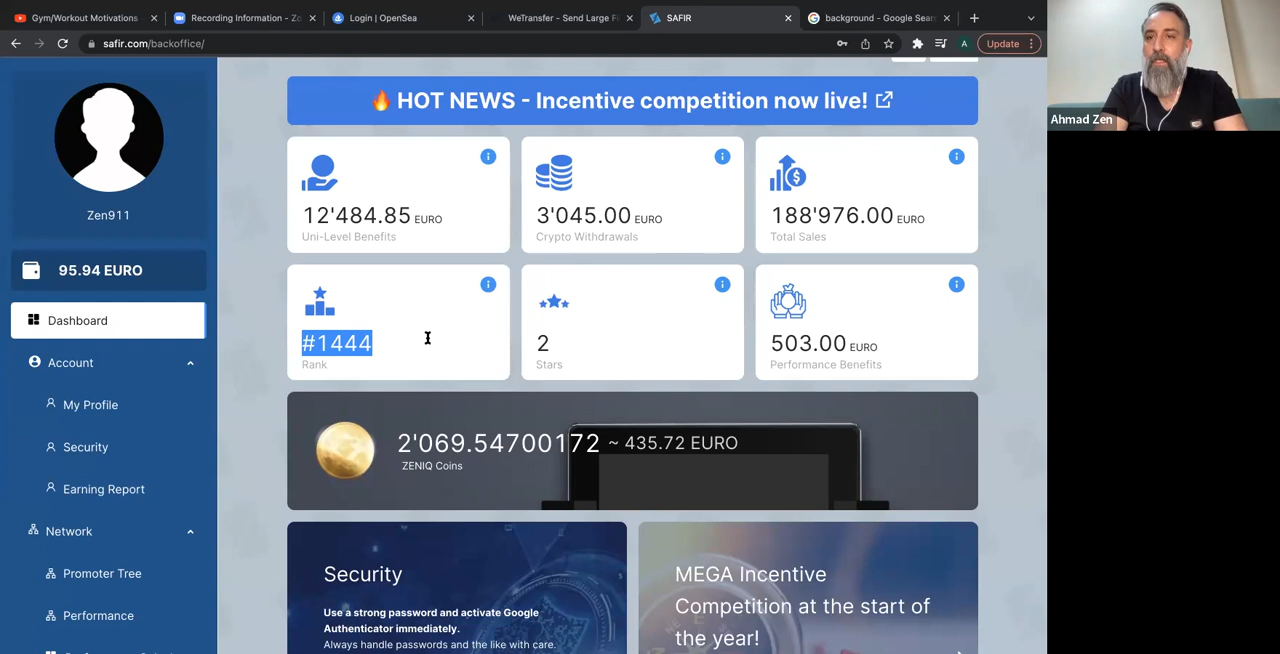 Gym/Workout Motivations
Recording Information - Zo
Login | OpenSea
WeTransfer - Send Large Fi
SAFIR
background - Google Sear
safir.com/backoffice/
A
Update
Ahmad Zen
Zen911
95.94 EURO
Dashboard
Account
My Profile
Security
Earning Report
Network
Promoter Tree
Performance
🔥 HOT NEWS - Incentive competition now live!
12'484.85 EURO
Uni-Level Benefits
3'045.00 EURO
Crypto Withdrawals
188'976.00 EURO
Total Sales
#1444
Rank
2
Stars
503.00 EURO
Performance Benefits
2'069.54700172 ~ 435.72 EURO
ZENIQ Coins
Security
Use a strong password and activate Google
Authenticator immediately.
Always handle passwords and the like with care.
MEGA Incentive
Competition at the start of
the year!